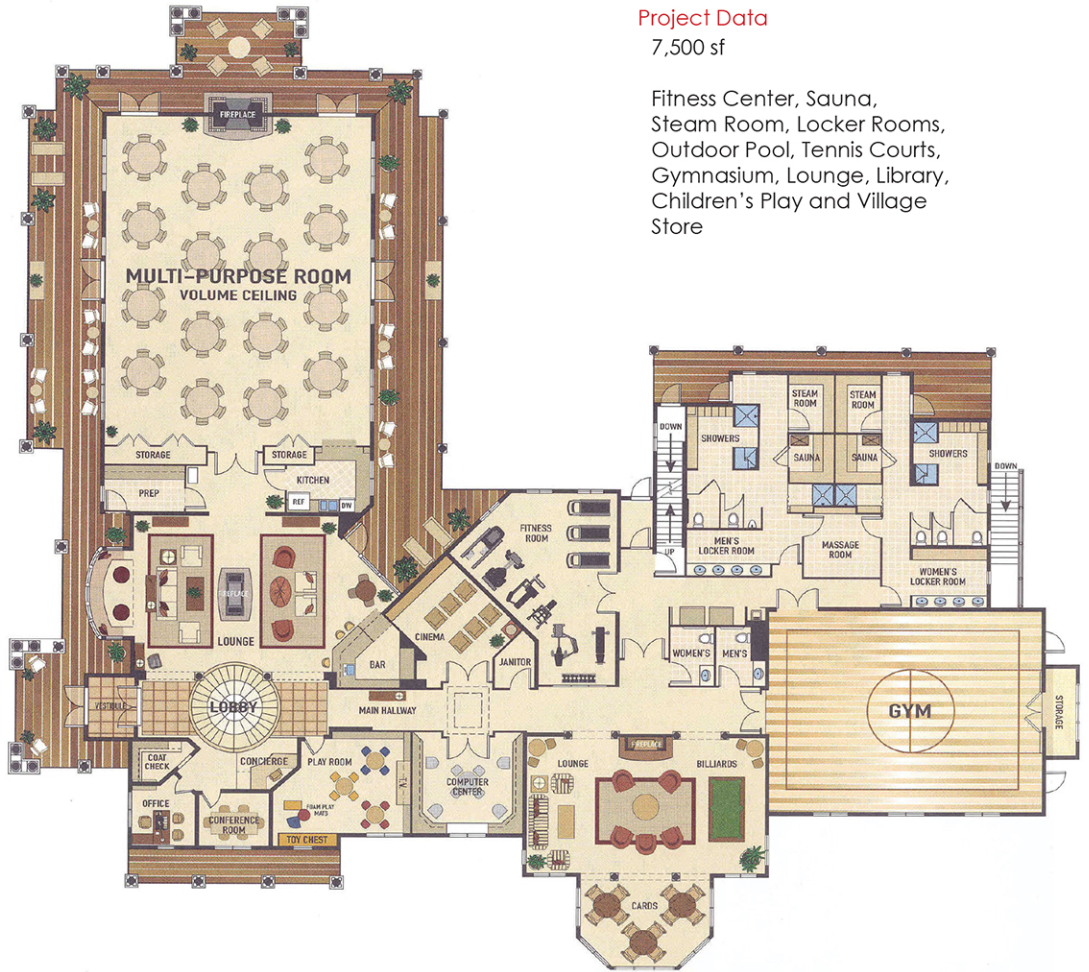 Project Data
7,500 sf
Fitness Center, Sauna,
Steam Room, Locker Rooms,
Outdoor Pool, Tennis Courts,
Gymnasium, Lounge, Library,
Children's Play and Village
Store
FIREPLACE
MULTI-PURPOSE ROOM
VOLUME CEILING
STORAGE
STORAGE
PREP
KITCHEN
REF
DW
FIREPLACE
LOUNGE
BAR
CINEMA
JANITOR
FITNESS
ROOM
DOWN
UP
SHOWERS
STEAM
ROOM
STEAM
ROOM
SAUNA
SAUNA
SHOWERS
DOWN
MEN'S
LOCKER ROOM
MASSAGE
ROOM
WOMEN'S
LOCKER ROOM
WOMEN'S
MEN'S
VESTIBULE
LOBBY
MAIN HALLWAY
GYM
STORAGE
COAT
CHECK
CONCIERGE
PLAY ROOM
TV
COMPUTER
CENTER
LOUNGE
FIREPLACE
BILLIARDS
OFFICE
CONFERENCE
ROOM
FOAM PLAY
MATS
TOY CHEST
CARDS